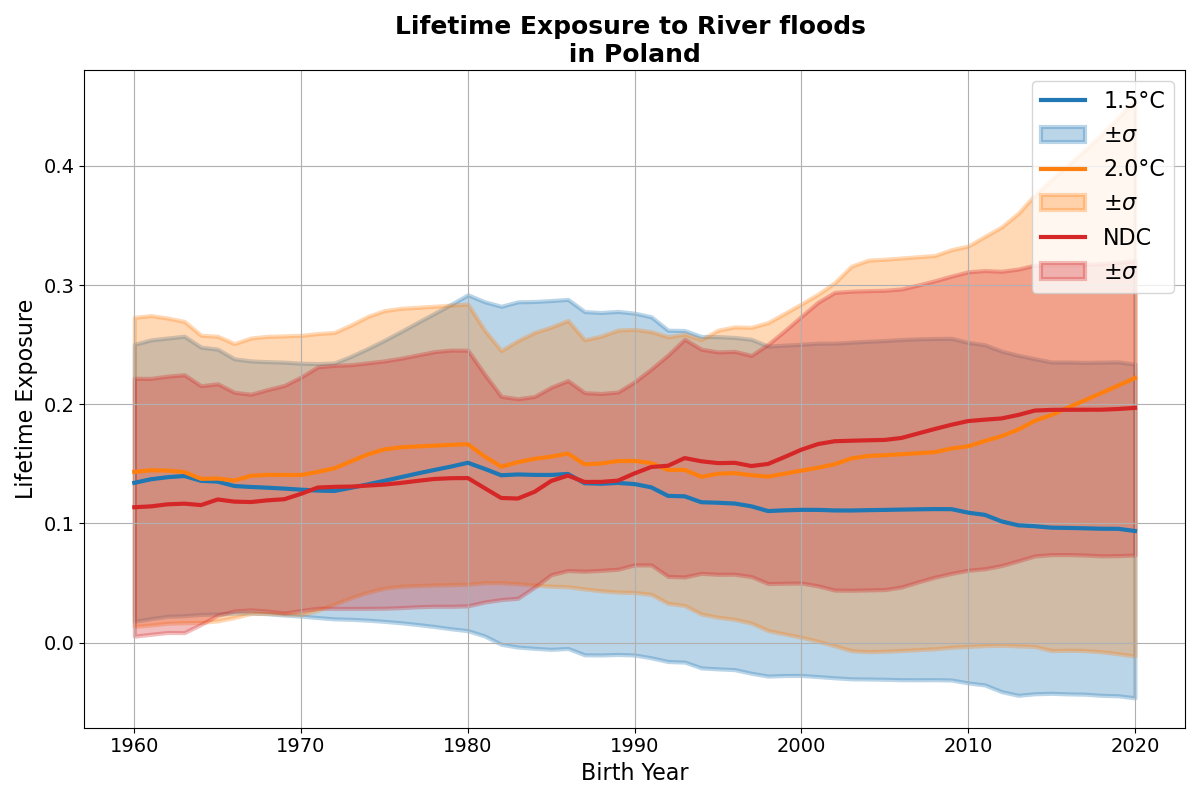 Lifetime Exposure to River floods
in Poland
1.5°C
±σ
2.0°C
±σ
NDC
±σ
Lifetime Exposure
0.4
0.3
0.2
0.1
0.0
1960 1970 1980 1990 2000 2010 2020
Birth Year